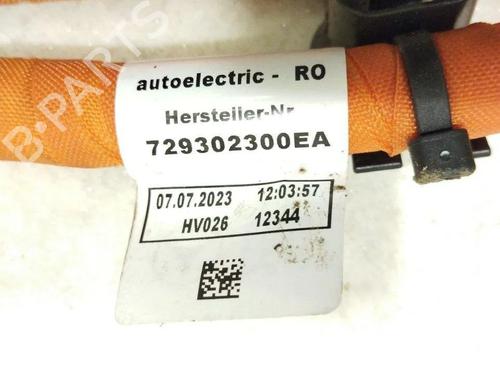 autoelectric - RO
Hersteller-Nr
729302300EA
07.07.2023 12:03:57
HV026 12344
B-PARTS